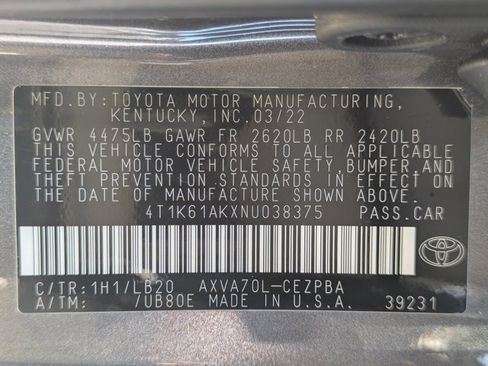 MFD.BY:TOYOTA MOTOR MANUFACTURING,
KENTUCKY, INC.03/22
GVWR 4475LB GAWR FR 2620LB RR 2420LB
THIS VEHICLE CONFORMS TO ALL APPLICABLE
FEDERAL MOTOR VEHICLE SAFETY, BUMPER, AND
THEFT PREVENTION STANDARDS IN EFFECT ON
THE DATE OF MANUFACTURE SHOWN ABOVE.
4T1K61AKXNU038375 PASS.CAR
C/TR:1H1/LB20 AXVA70L-CEZPBA
A/TM: /UB80E MADE IN U.S.A. 39231
TOYOTA